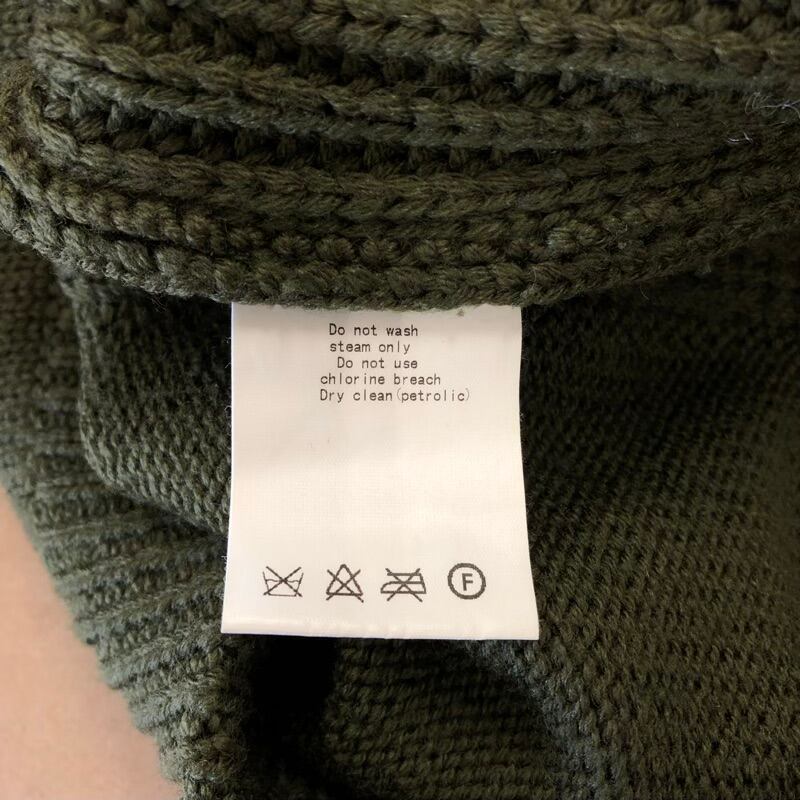 Do not wash
steam only
Do not use
chlorine breach
Dry clean(petrolic)
F